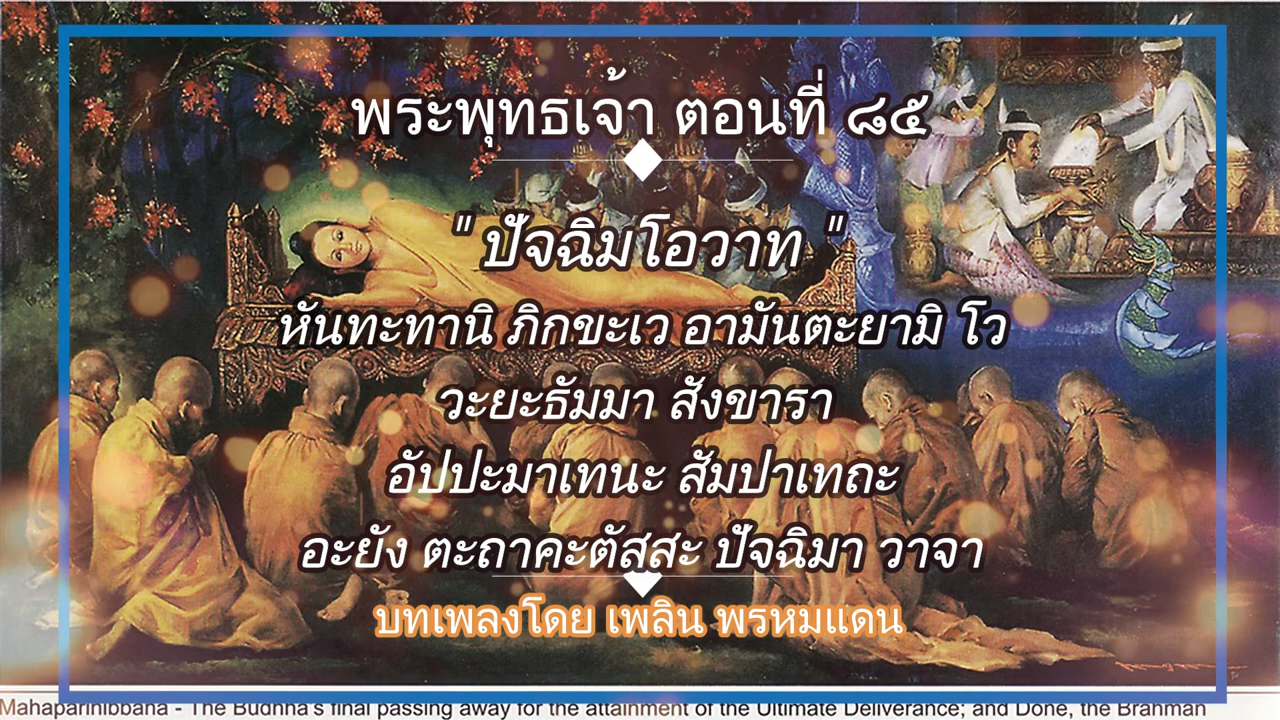 พระพุทธเจ้า ตอนที่ ๘๕
" ปัจฉิมโอวาท "
หันทะทานิ ภิกขะเว อามันตะยามิ โว
วะยะธัมมา สังขารา
อัปปะมาเทนะ สัมปาเทถะ
อะยัง ตะถาคะตัสสะ ปัจฉิมา วาจา
บทเพลงโดย เพลิน พรหมแดน
Mahaparinibbana - The Buddha's final passing away for the attainment of the Ultimate Deliverance; and Done, the Brahman